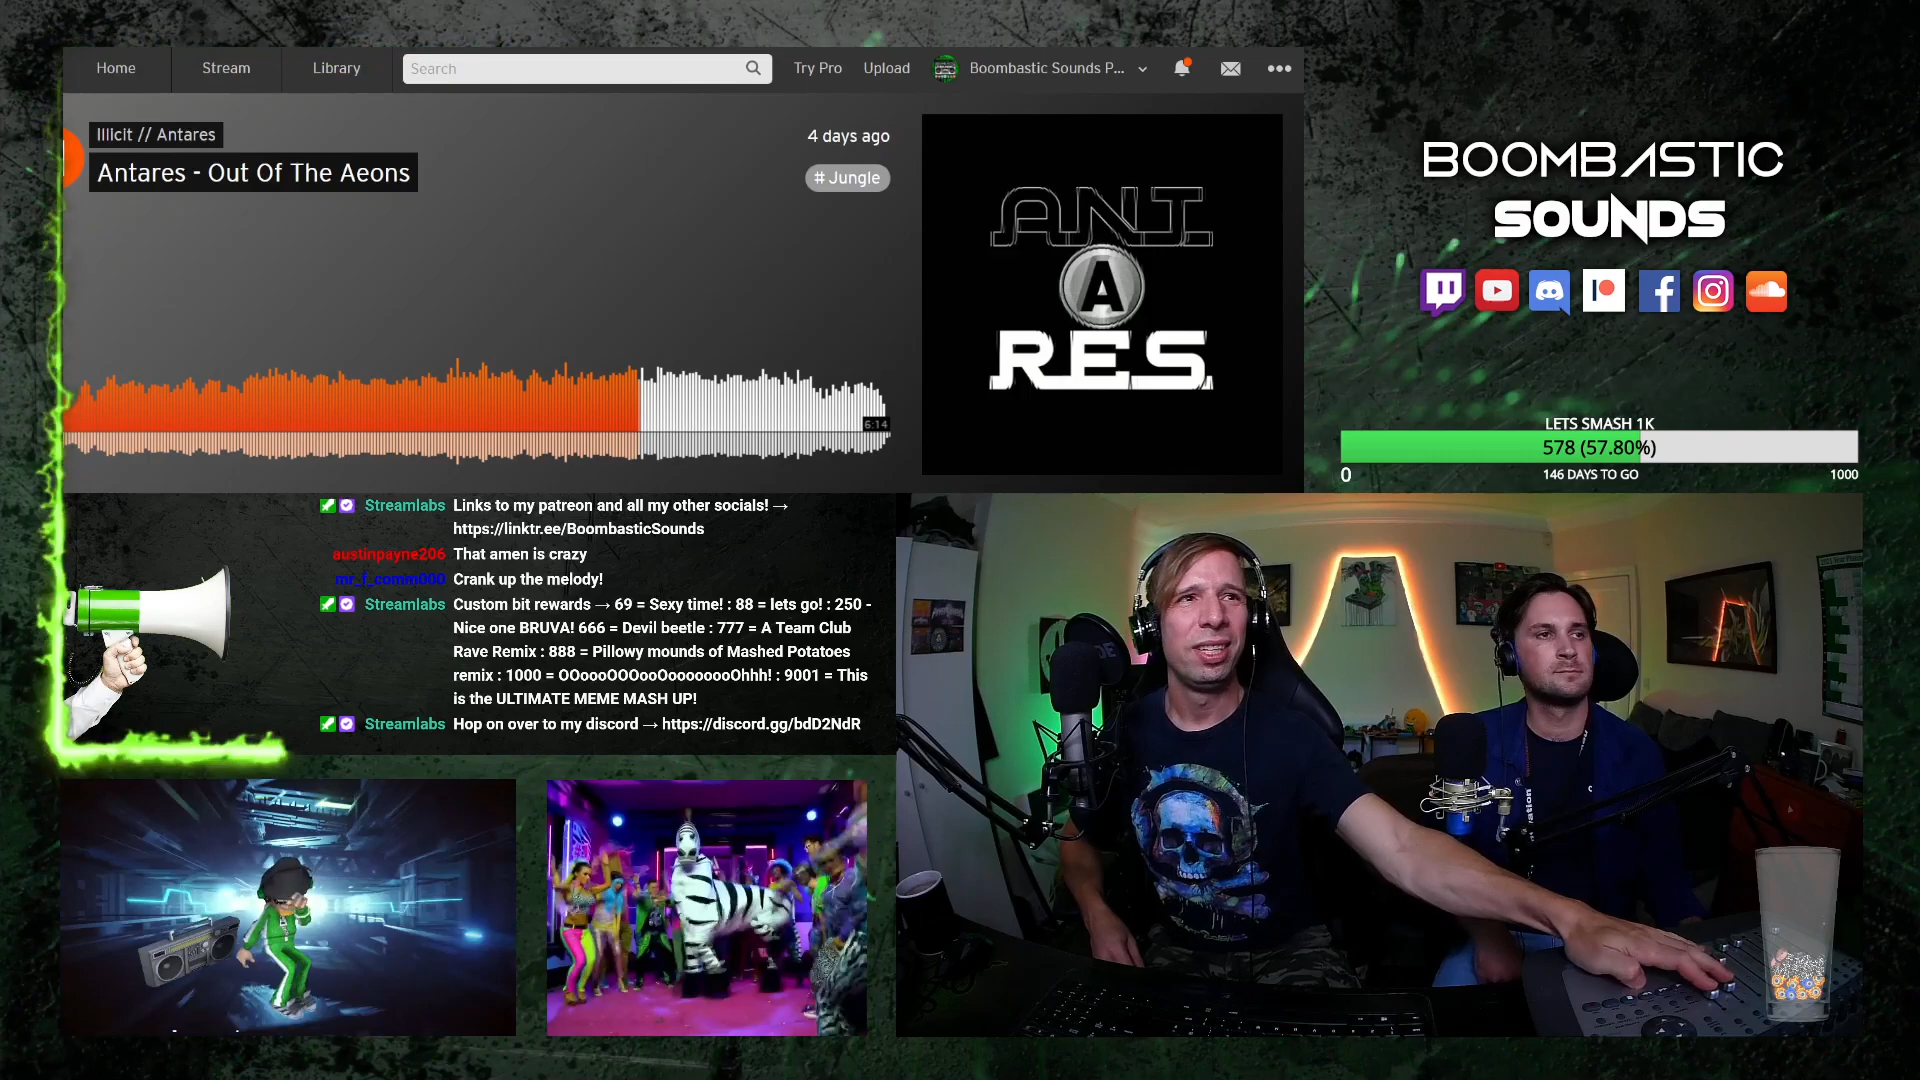 Home
Stream
Library
Search
Try Pro
Upload
Boombastic Sounds P...
Illicit // Antares
Antares - Out Of The Aeons
4 days ago
# Jungle
6:14
ANT
A
RES
BOOMBASTIC
SOUNDS
LETS SMASH 1K
578 (57.80%)
0
146 DAYS TO GO
1000
Streamlabs Links to my patreon and all my other socials! →
https://linktr.ee/BoombasticSounds
austinpayne206 That amen is crazy
mr_f_comm000 Crank up the melody!
Streamlabs Custom bit rewards → 69 = Sexy time! : 88 = lets go! : 250 -
Nice one BRUVA! 666 = Devil beetle : 777 = A Team Club
Rave Remix : 888 = Pillowy mounds of Mashed Potatoes
remix : 1000 = OOoooOOOooOoooooooOhhh! : 9001 = This
is the ULTIMATE MEME MASH UP!
Streamlabs Hop on over to my discord → https://discord.gg/bdD2NdR